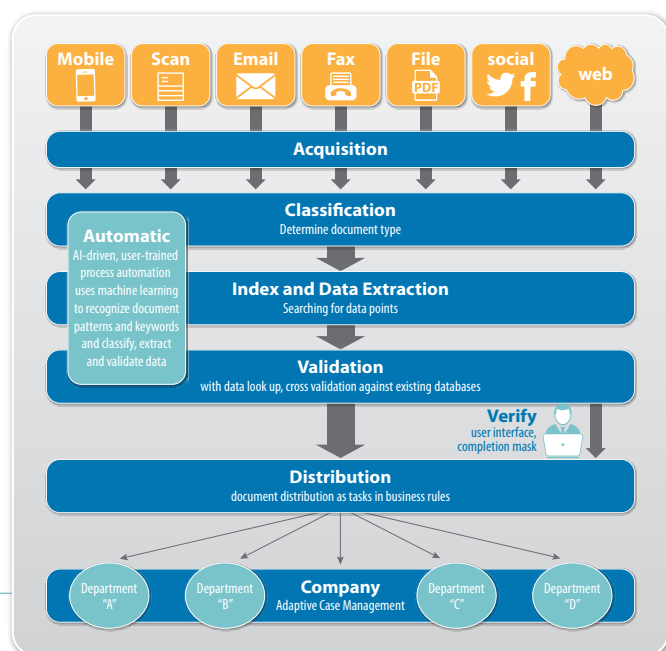 Mobile
Scan
Email
Fax
File
PDF
social
web
Acquisition
Classification
Determine document type
Automatic
AI-driven, user-trained
process automation
uses machine learning
to recognize document
patterns and keywords
and classify, extract
and validate data
Index and Data Extraction
Searching for data points
Validation
with data look up, cross validation against existing databases
Verify
user interface,
completion mask
Distribution
document distribution as tasks in business rules
Department
"A"
Department
"B"
Company
Adaptive Case Management
Department
"C"
Department
"D"